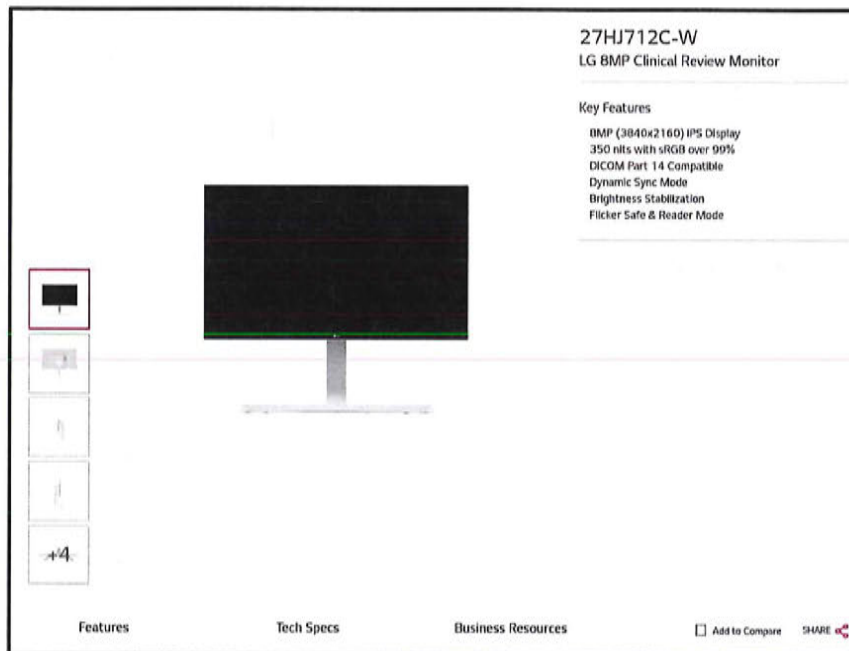 27HJ712C-W
LG 8MP Clinical Review Monitor
Key Features
8MP (3840x2160) IPS Display
350 nits with sRGB over 99%
DICOM Part 14 Compatible
Dynamic Sync Mode
Brightness Stabilization
Flicker Safe & Reader Mode
+4
Features Tech Specs Business Resources Add to Compare SHARE